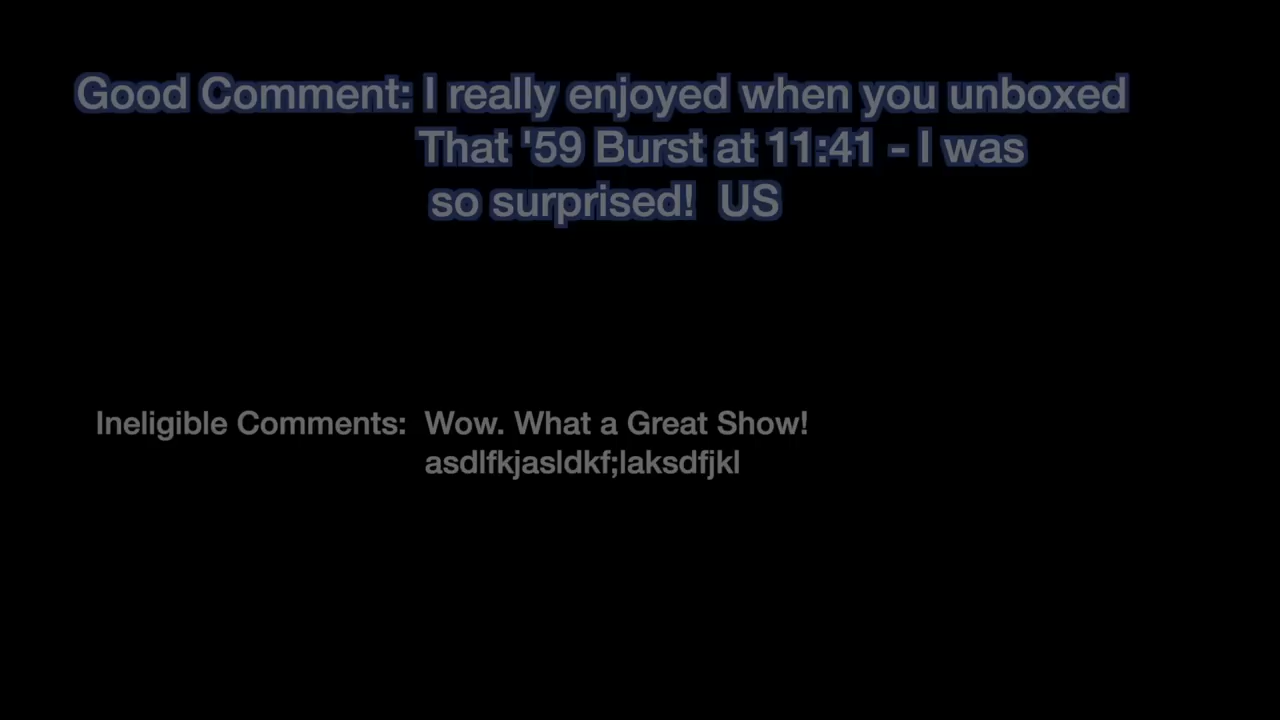 Good Comment: I really enjoyed when you unboxed
That '59 Burst at 11:41 - I was
so surprised!  US
Ineligible Comments:  Wow. What a Great Show!
asdlfkjasldkf;laksdfjkl